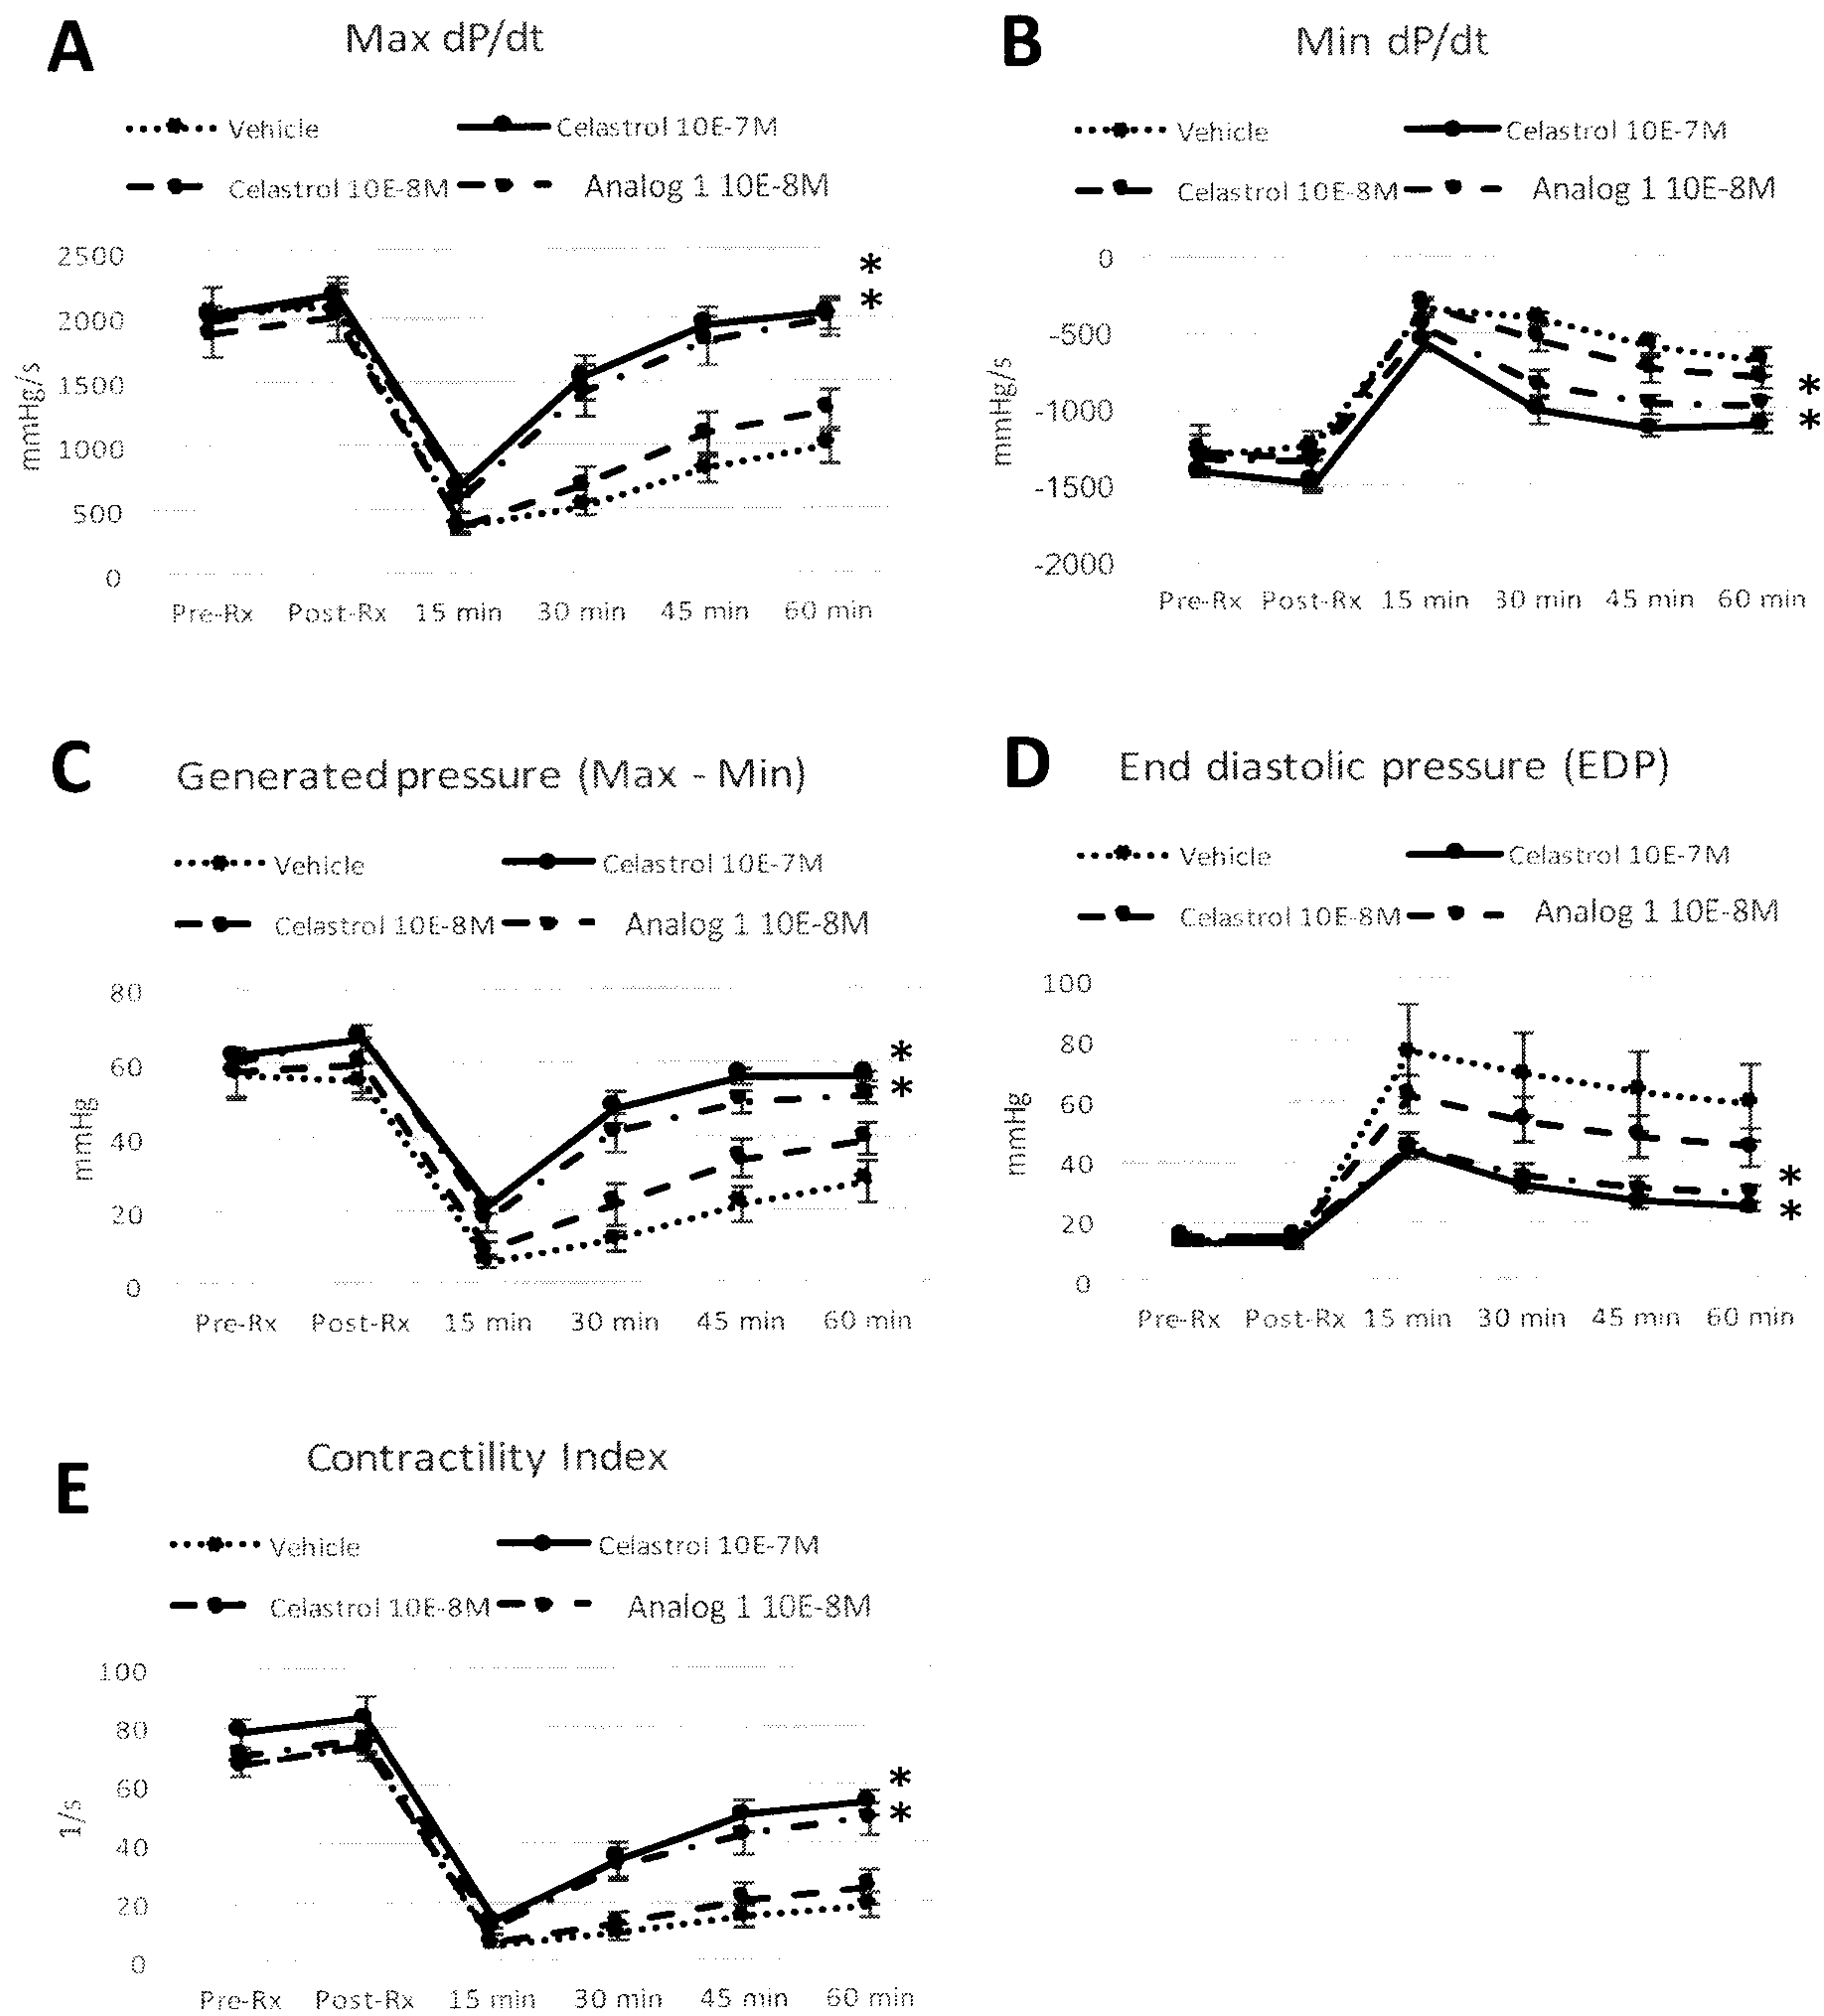 A
Max dP/dt
Vehicle
Celastrol 10E-7M
Celastrol 10E-8M
Analog 1 10E-8M
2500
2000
1500
1000
500
0
mmHg/s
*
*
Pre-Rx Post-Rx 15 min 30 min 45 min 60 min
B
Min dP/dt
Vehicle
Celastrol 10E-7M
Celastrol 10E-8M
Analog 1 10E-8M
0
-500
-1000
-1500
-2000
mmHg/s
*
*
Pre-Rx Post-Rx 15 min 30 min 45 min 60 min
C
Generated pressure (Max - Min)
Vehicle
Celastrol 10E-7M
Celastrol 10E-8M
Analog 1 10E-8M
80
60
40
20
0
mmHg
*
*
Pre-Rx Post-Rx 15 min 30 min 45 min 60 min
D
End diastolic pressure (EDP)
Vehicle
Celastrol 10E-7M
Celastrol 10E-8M
Analog 1 10E-8M
100
80
60
40
20
0
mmHg
*
*
Pre-Rx Post-Rx 15 min 30 min 45 min 60 min
E
Contractility Index
Vehicle
Celastrol 10E-7M
Celastrol 10E-8M
Analog 1 10E-8M
100
80
60
40
20
0
1/s
*
*
Pre-Rx Post-Rx 15 min 30 min 45 min 60 min